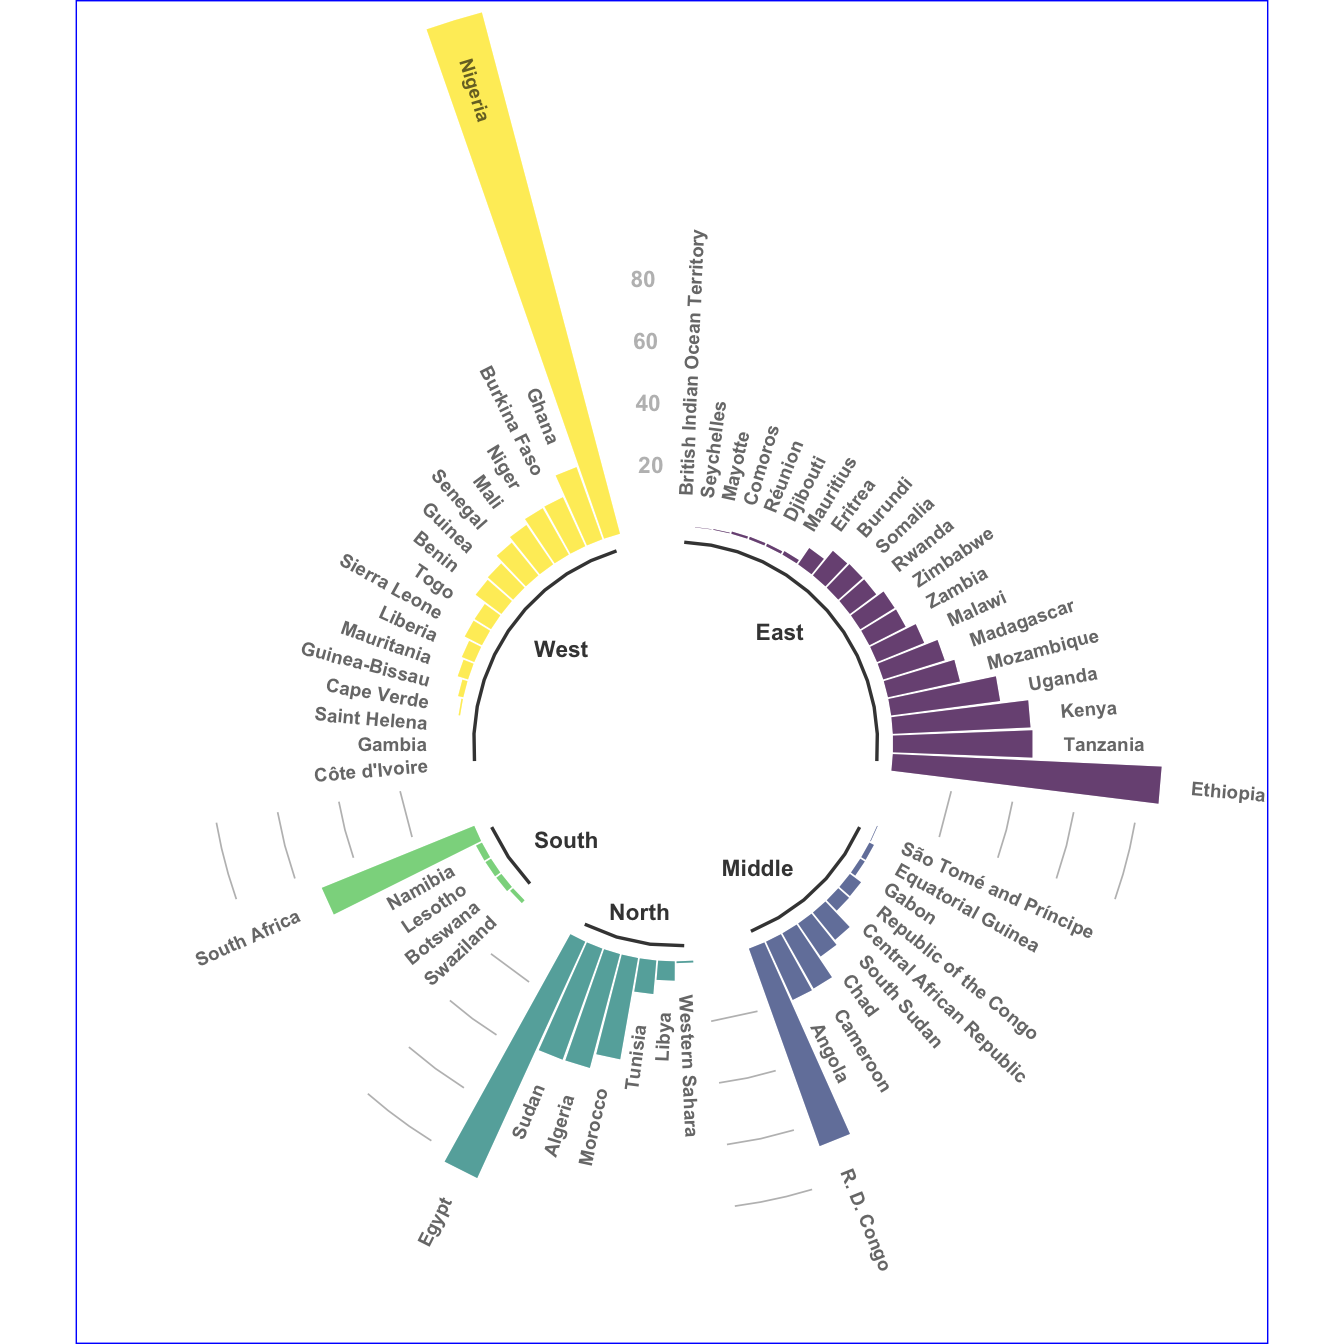 Nigeria
80
60
40
20
British Indian Ocean Territory
Seychelles
Mayotte
Comoros
Réunion
Djibouti
Mauritius
Eritrea
Burundi
Somalia
Rwanda
Zimbabwe
Zambia
Malawi
Madagascar
Mozambique
Uganda
Kenya
Tanzania
Ethiopia
East
São Tomé and Príncipe
Equatorial Guinea
Gabon
Republic of the Congo
Central African Republic
South Sudan
Chad
Cameroon
Angola
R. D. Congo
Middle
Western Sahara
Libya
Tunisia
Morocco
Algeria
Sudan
Egypt
North
Swaziland
Botswana
Lesotho
Namibia
South Africa
South
Côte d'Ivoire
Gambia
Saint Helena
Cape Verde
Guinea-Bissau
Mauritania
Liberia
Sierra Leone
Togo
Benin
Guinea
Senegal
Mali
Niger
Burkina Faso
Ghana
West